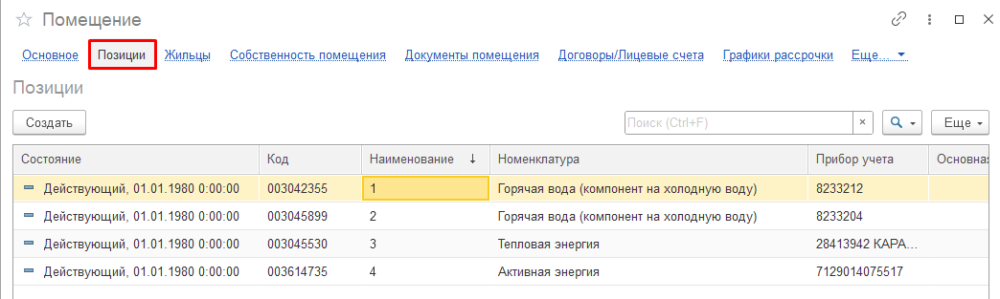 Помещение
Основное Позиции Жильцы Собственность помещения Документы помещения Договоры/Лицевые счета Графики рассрочки Еще...
Позиции
Создать Поиск (Ctrl+F) × Еще
Состояние Код Наименование ↓ Номенклатура Прибор учета Основная
Действующий, 01.01.1980 0:00:00 003042355 1 Горячая вода (компонент на холодную воду) 8233212
Действующий, 01.01.1980 0:00:00 003045899 2 Горячая вода (компонент на холодную воду) 8233204
Действующий, 01.01.1980 0:00:00 003045530 3 Тепловая энергия 28413942 КАРА...
Действующий, 01.01.1980 0:00:00 003614735 4 Активная энергия 7129014075517